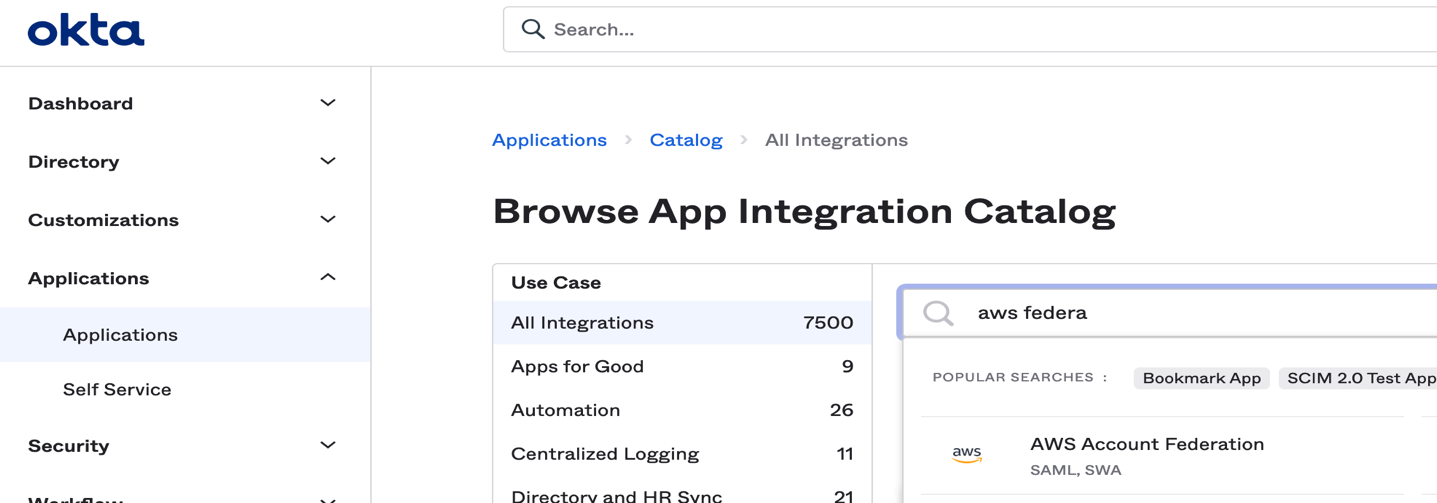 okta
Search...
Dashboard
Directory
Customizations
Applications
Applications
Self Service
Security
Workflow
Applications > Catalog > All Integrations
Browse App Integration Catalog
Use Case
All Integrations 7500
Apps for Good 9
Automation 26
Centralized Logging 11
Directory and HR Sync 21
aws federa
POPULAR SEARCHES : Bookmark App SCIM 2.0 Test App
aws
AWS Account Federation
SAML, SWA